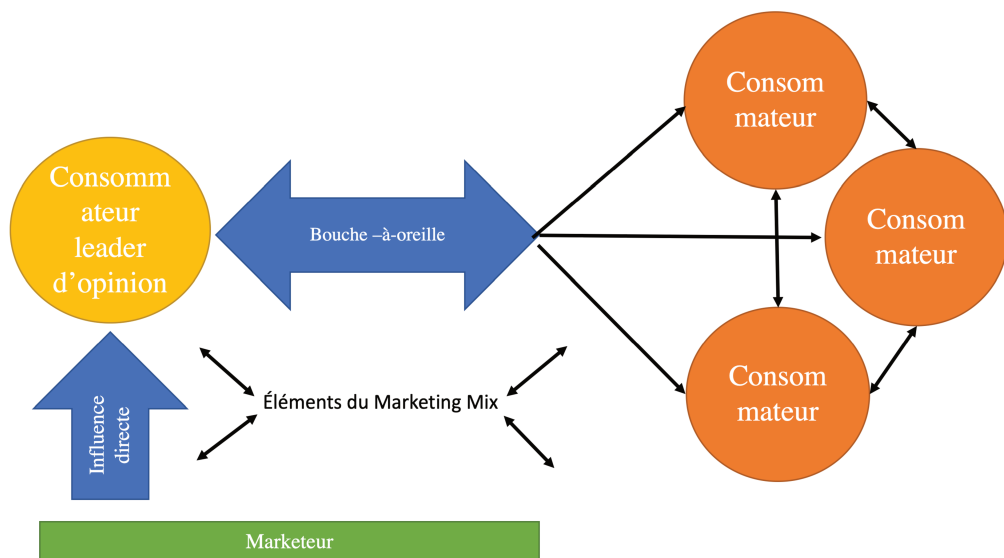 Consomm
ateur
leader
d’opinion
Bouche –à-oreille
Consom
mateur
Consom
mateur
Consom
mateur
Éléments du Marketing Mix
Influence
directe
Marketeur